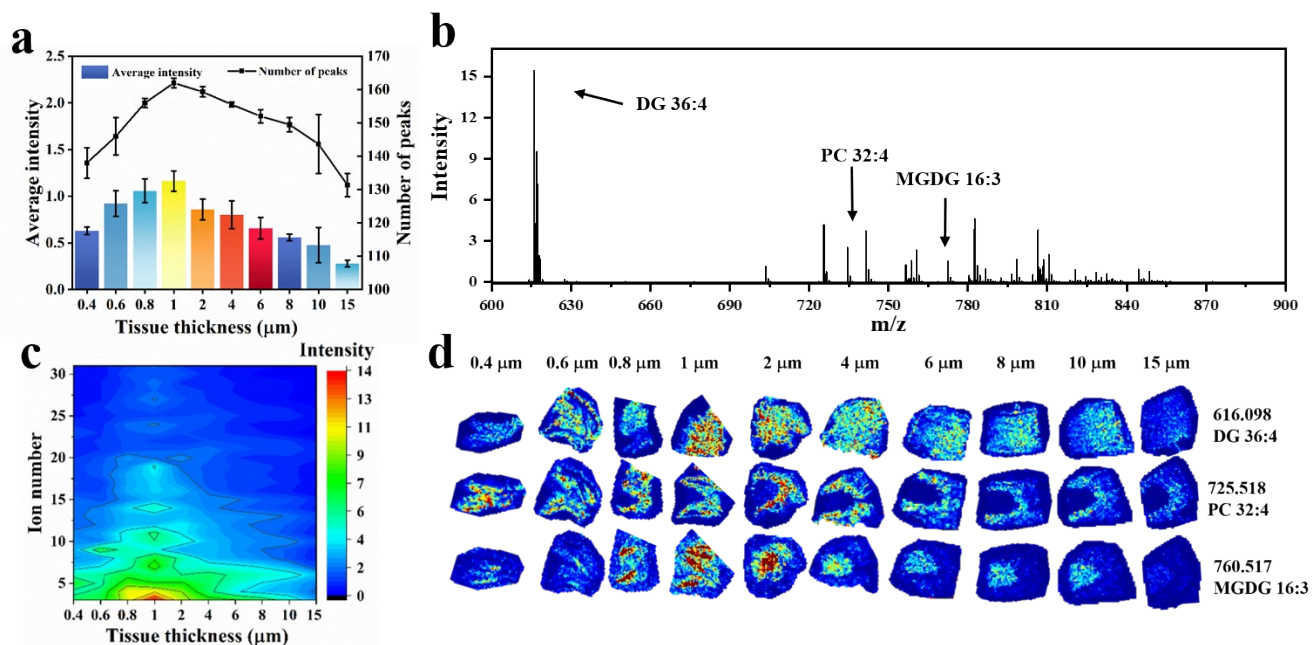 a
Average intensity
Number of peaks
2.5
2.0
1.5
1.0
0.5
0.0
Average intensity
170
160
150
140
130
120
110
100
Number of peaks
0.4 0.6 0.8 1 2 4 6 8 10 15
Tissue thickness (μm)
b
15
12
9
6
3
0
Intensity
DG 36:4
PC 32:4
MGDG 16:3
600 630 660 690 720 750 780 810 840 870 900
m/z
c
Intensity
30
25
20
15
10
5
Ion number
14
12
10
8
6
4
2
0
0.4 0.6 0.8 1 2 4 6 8 10 15
Tissue thickness (μm)
d
0.4 μm 0.6 μm 0.8 μm 1 μm 2 μm 4 μm 6 μm 8 μm 10 μm 15 μm
616.098
DG 36:4
725.518
PC 32:4
760.517
MGDG 16:3